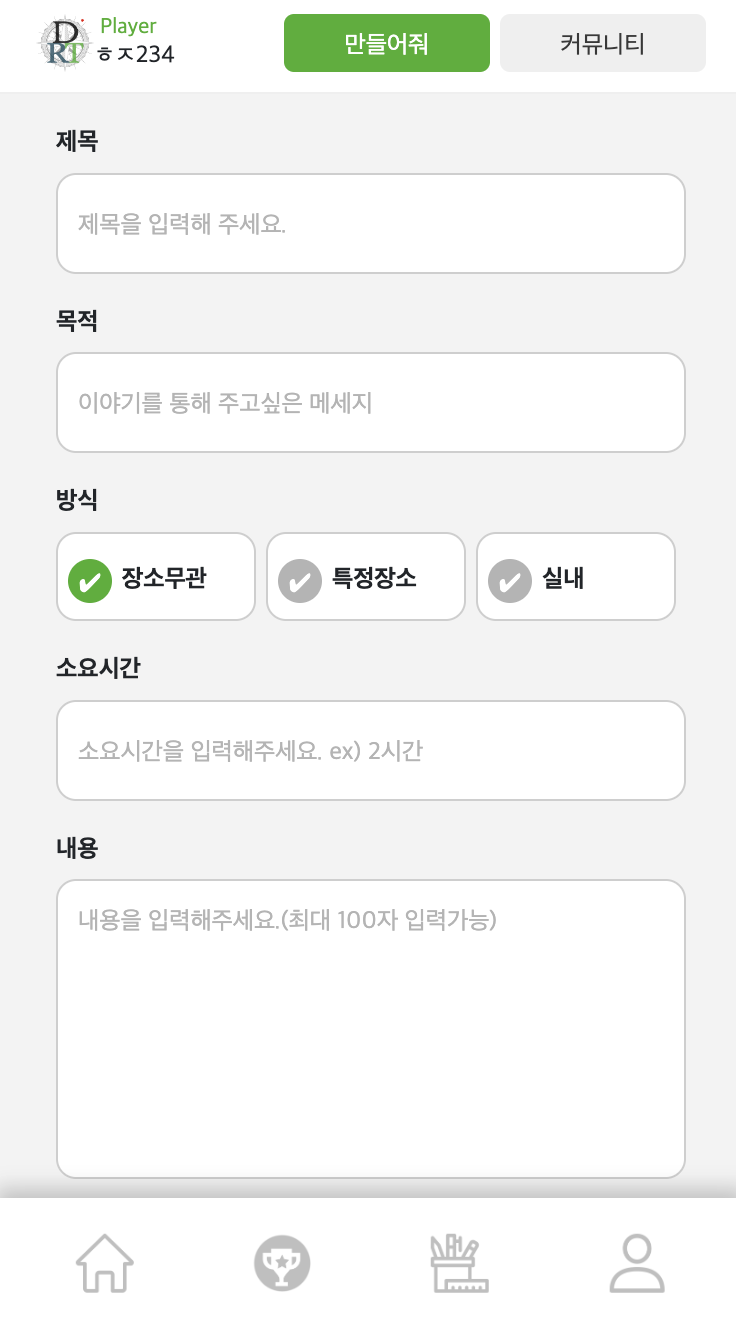 DRT
Player
ㅎㅈ234
만들어줘
커뮤니티
제목
제목을 입력해 주세요.
목적
이야기를 통해 주고싶은 메세지
방식
장소무관
특정장소
실내
소요시간
소요시간을 입력해주세요. ex) 2시간
내용
내용을 입력해주세요.(최대 100자 입력가능)